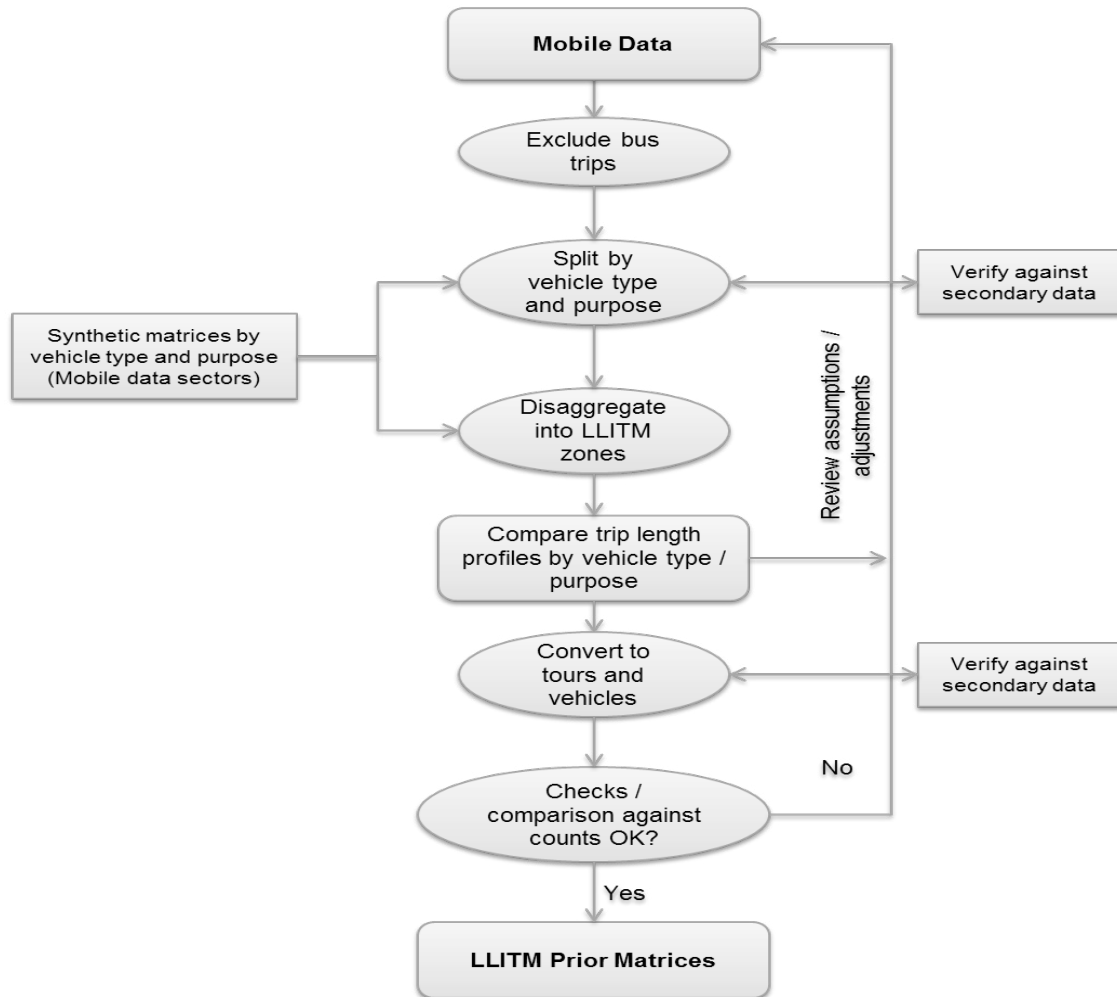 Mobile Data
Exclude bus
trips
Split by
vehicle type
and purpose
Verify against
secondary data
Synthetic matrices by
vehicle type and purpose
(Mobile data sectors)
Disaggregate
into LLITM
zones
Review assumptions /
adjustments
Compare trip length
profiles by vehicle type /
purpose
Convert to
tours and
vehicles
Verify against
secondary data
No
Checks /
comparison against
counts OK?
Yes
LLITM Prior Matrices